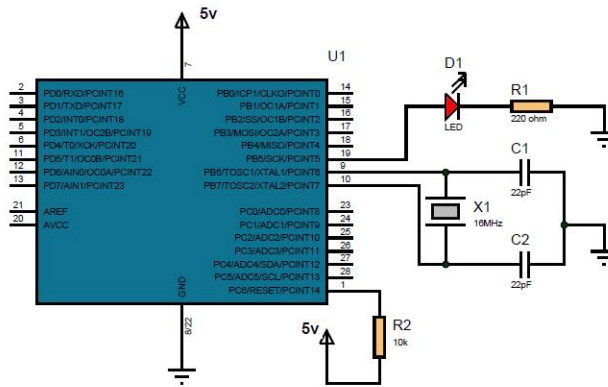 5v
U1
7
VCC
2 PD0/RXD/PCINT16
3 PD1/TXD/PCINT17
4 PD2/INT0/PCINT18
5 PD3/INT1/OC2B/PCINT19
6 PD4/T0/XCK/PCINT20
11 PD5/T1/OC0B/PCINT21
12 PD6/AIN0/OC0A/PCINT22
13 PD7/AIN1/PCINT23
21 AREF
20 AVCC
PB0/ICP1/CLKO/PCINT0 14
PB1/OC1A/PCINT1 15
PB2/SS/OC1B/PCINT2 16
PB3/MOSI/OC2A/PCINT3 17
PB4/MISO/PCINT4 18
PB5/SCK/PCINT5 19
PB6/TOSC1/XTAL1/PCINT6 9
PB7/TOSC2/XTAL2/PCINT7 10
PC0/ADC0/PCINT8 23
PC1/ADC1/PCINT9 24
PC2/ADC2/PCINT10 25
PC3/ADC3/PCINT11 26
PC4/ADC4/SDA/PCINT12 27
PC5/ADC5/SCL/PCINT13 28
PC6/RESET/PCINT14 1
GND
8/22
D1
LED
R1
220 ohm
C1
22pF
X1
16MHz
C2
22pF
5v
R2
10k